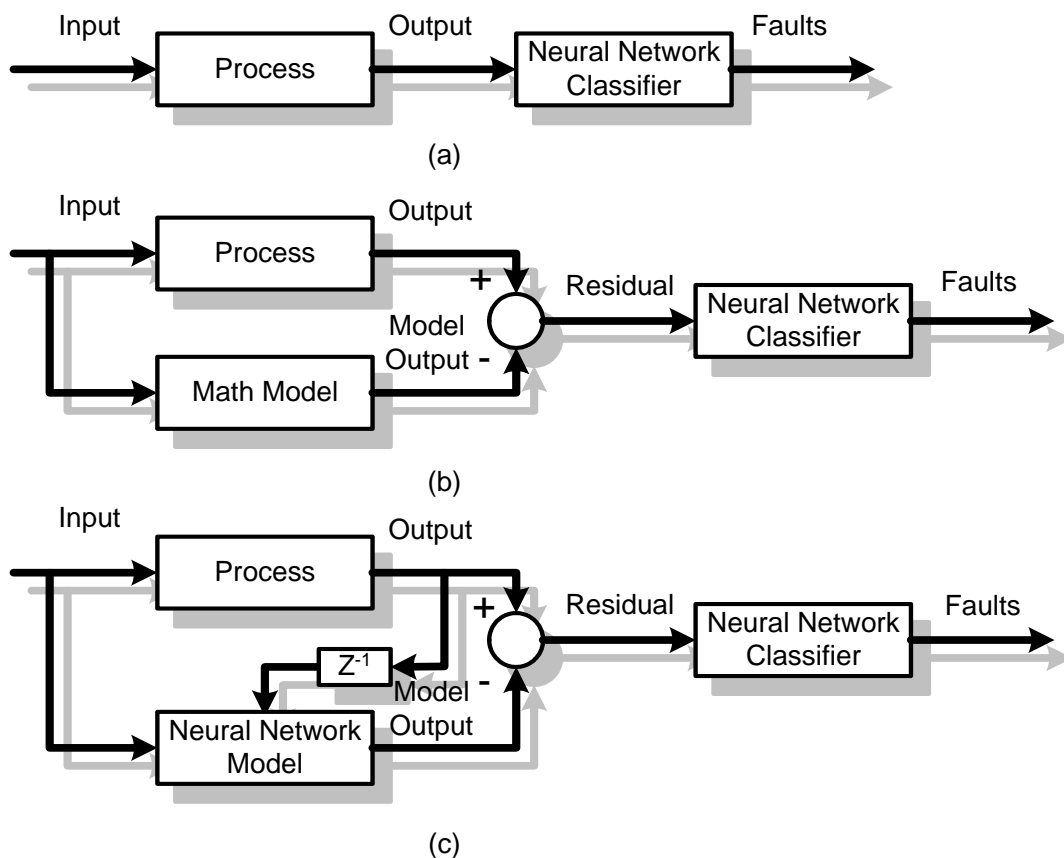 Input
Output
Faults
Process
Neural Network
Classifier
(a)
Input
Output
Process
+
Residual
Neural Network
Classifier
Faults
Model
Output -
Math Model
(b)
Input
Output
Process
+
Residual
Neural Network
Classifier
Faults
Z-1
Model -
Output
Neural Network
Model
(c)